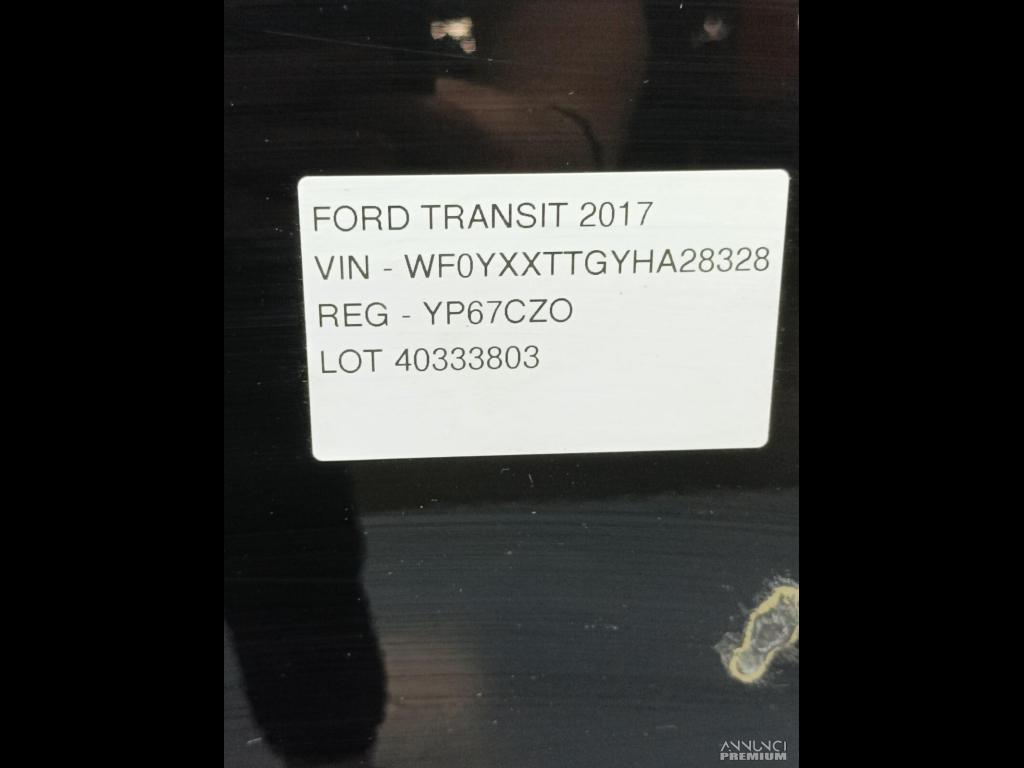 FORD TRANSIT 2017
VIN - WF0YXXTTGYHA28328
REG - YP67CZO
LOT 40333803
ANNUNCI
PREMIUM